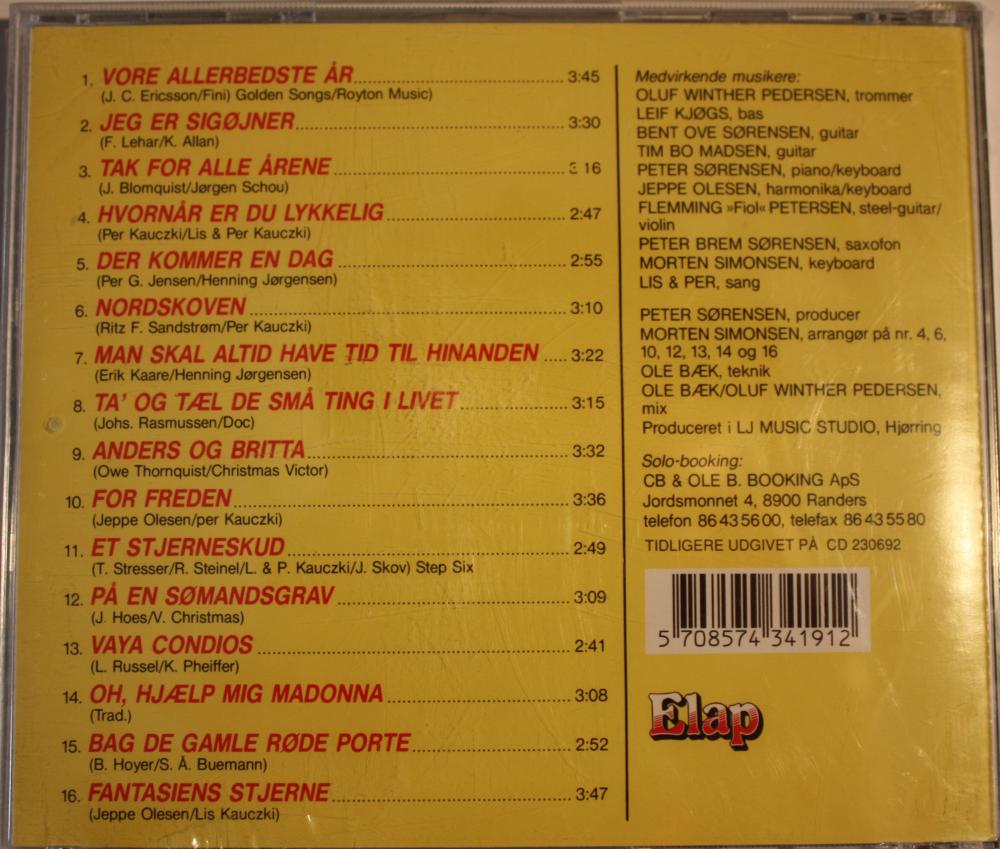 1. VORE ALLERBEDSTE ÅR 3:45
(J. C. Ericsson/Fini) Golden Songs/Royton Music)
2. JEG ER SIGØJNER 3:30
(F. Lehar/K. Allan)
3. TAK FOR ALLE ÅRENE 3 16
(J. Blomquist/Jørgen Schou)
4. HVORNÅR ER DU LYKKELIG 2:47
(Per Kauczki/Lis & Per Kauczki)
5. DER KOMMER EN DAG 2:55
(Per G. Jensen/Henning Jørgensen)
6. NORDSKOVEN 3:10
(Ritz F. Sandstrøm/Per Kauczki)
7. MAN SKAL ALTID HAVE TID TIL HINANDEN 3:22
(Erik Kaare/Henning Jørgensen)
8. TA' OG TÆL DE SMÅ TING I LIVET 3:15
(Johs. Rasmussen/Doc)
9. ANDERS OG BRITTA 3:32
(Owe Thornquist/Christmas Victor)
10. FOR FREDEN 3:36
(Jeppe Olesen/per Kauczki)
11. ET STJERNESKUD 2:49
(T. Stresser/R. Steinel/L. & P. Kauczki/J. Skov) Step Six
12. PÅ EN SØMANDSGRAV 3:09
(J. Hoes/V. Christmas)
13. VAYA CONDIOS 2:41
(L. Russel/K. Pheiffer)
14. OH, HJÆLP MIG MADONNA 3:08
(Trad.)
15. BAG DE GAMLE RØDE PORTE 2:52
(B. Hoyer/S. Å. Buemann)
16. FANTASIENS STJERNE 3:47
(Jeppe Olesen/Lis Kauczki)
Medvirkende musikere:
OLUF WINTHER PEDERSEN, trommer
LEIF KJØGS, bas
BENT OVE SØRENSEN, guitar
TIM BO MADSEN, guitar
PETER SØRENSEN, piano/keyboard
JEPPE OLESEN, harmonika/keyboard
FLEMMING »Fiol« PETERSEN, steel-guitar/
violin
PETER BREM SØRENSEN, saxofon
MORTEN SIMONSEN, keyboard
LIS & PER, sang
PETER SØRENSEN, producer
MORTEN SIMONSEN, arrangør på nr. 4, 6,
10, 12, 13, 14 og 16
OLE BÆK, teknik
OLE BÆK/OLUF WINTHER PEDERSEN,
mix
Produceret i LJ MUSIC STUDIO, Hjørring
Solo-booking:
CB & OLE B. BOOKING ApS
Jordsmonnet 4, 8900 Randers
telefon 86 43 56 00, telefax 86 43 55 80
TIDLIGERE UDGIVET PÅ CD 230692
5 708574 341912
Elap